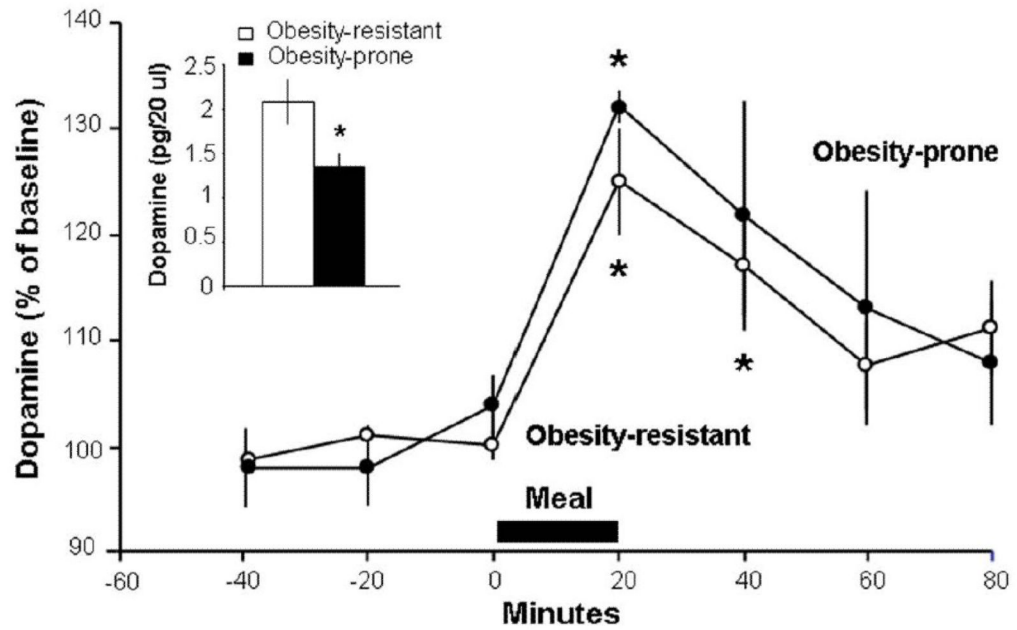 Obesity-resistant
Obesity-prone
Dopamine (pg/20 ul)
2.5
2
1.5
1
0.5
0
*
Dopamine (% of baseline)
140
130
120
110
100
90
*
*
*
Obesity-prone
Obesity-resistant
Meal
-60 -40 -20 0 20 40 60 80
Minutes